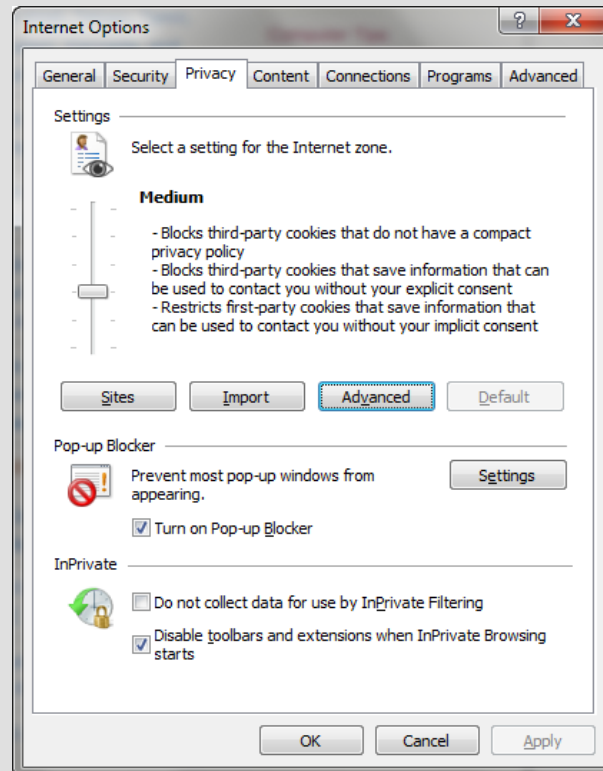 Internet Options
General Security Privacy Content Connections Programs Advanced
Settings
Select a setting for the Internet zone.
Medium
- Blocks third-party cookies that do not have a compact
privacy policy
- Blocks third-party cookies that save information that can
be used to contact you without your explicit consent
- Restricts first-party cookies that save information that
can be used to contact you without your implicit consent
Sites Import Advanced Default
Pop-up Blocker
Prevent most pop-up windows from
appearing.
Settings
Turn on Pop-up Blocker
InPrivate
Do not collect data for use by InPrivate Filtering
Disable toolbars and extensions when InPrivate Browsing
starts
OK Cancel Apply